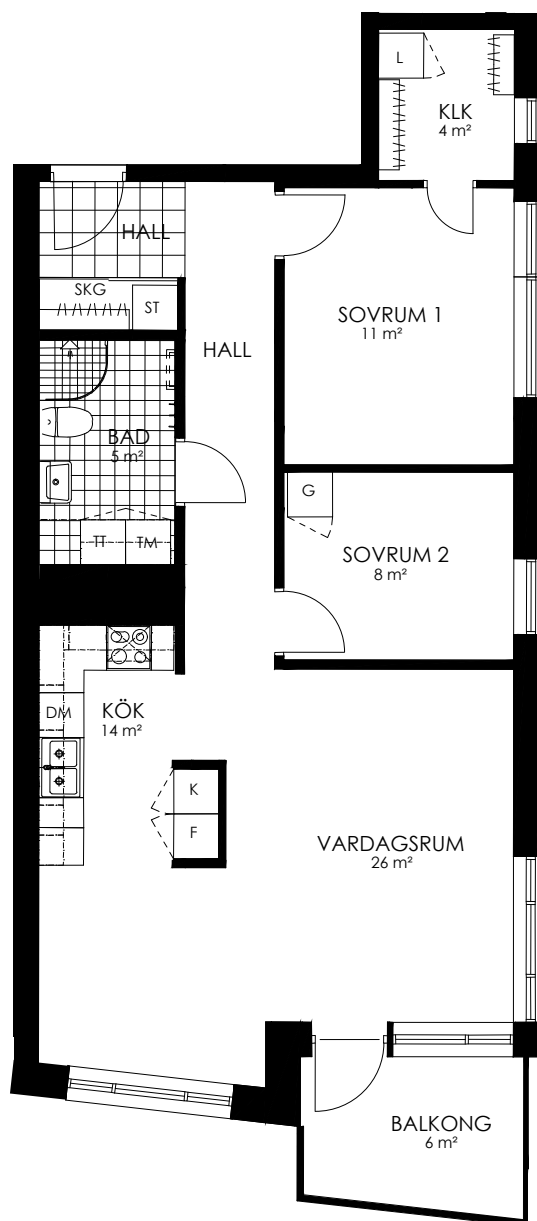 L
KLK
4 m²
HALL
SKG
ST
SOVRUM 1
11 m²
HALL
BAD
5 m²
G
TT
TM
SOVRUM 2
8 m²
DM
KÖK
14 m²
K
F
VARDAGSRUM
26 m²
BALKONG
6 m²